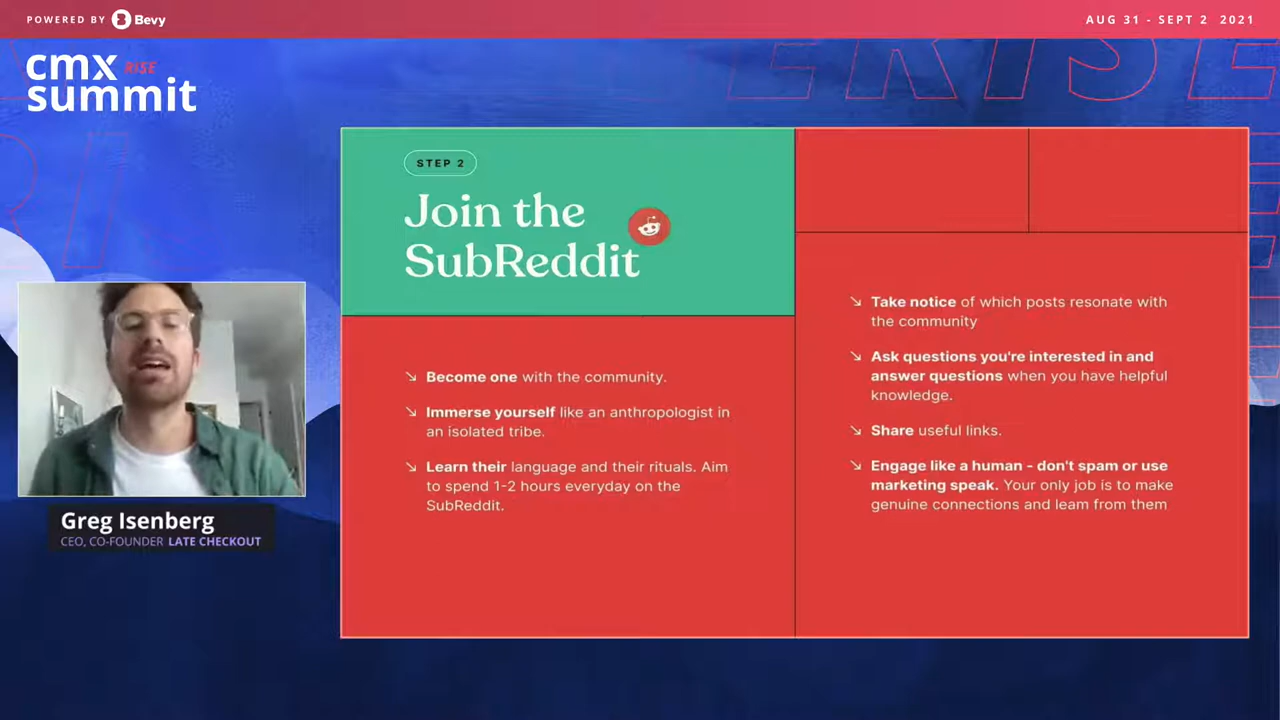 POWERED BY Bevy
AUG 31 - SEPT 2 2021
cmx RISE
summit
STEP 2
Join the
SubReddit
↘ Become one with the community.
↘ Immerse yourself like an anthropologist in
an isolated tribe.
↘ Learn their language and their rituals. Aim
to spend 1-2 hours everyday on the
SubReddit.
↘ Take notice of which posts resonate with
the community
↘ Ask questions you're interested in and
answer questions when you have helpful
knowledge.
↘ Share useful links.
↘ Engage like a human - don't spam or use
marketing speak. Your only job is to make
genuine connections and learn from them
Greg Isenberg
CEO, CO-FOUNDER LATE CHECKOUT